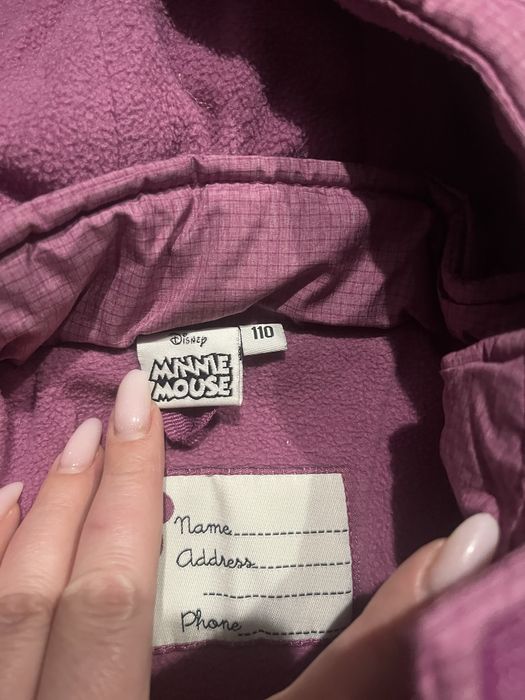 Disney
110
MINNIE
MOUSE
Name
Address
Phone